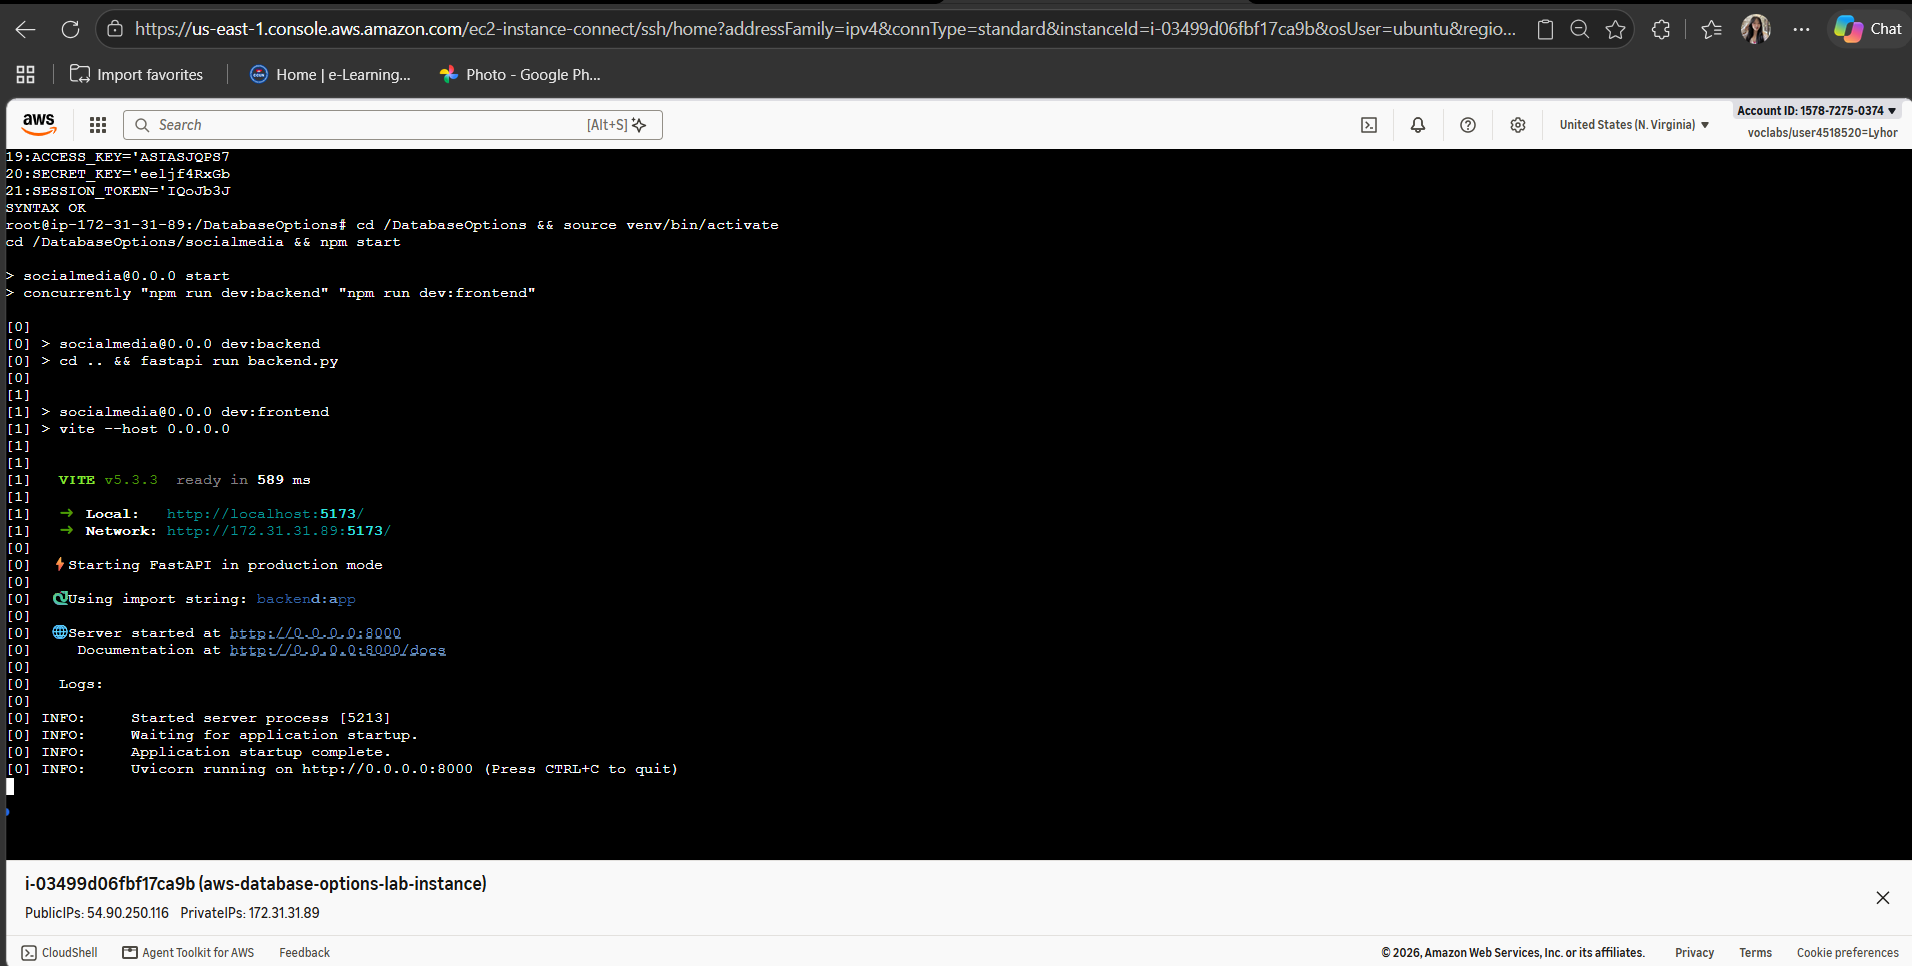 https://us-east-1.console.aws.amazon.com/ec2-instance-connect/ssh/home?addressFamily=ipv4&connType=standard&instanceId=i-03499d06fbf17ca9b&osUser=ubuntu&regio...
Chat
Import favorites
Home | e-Learning...
Photo - Google Ph...
aws
Search
[Alt+S]
United States (N. Virginia)
Account ID: 1578-7275-0374
voclabs/user4518520=Lyhor
19:ACCESS_KEY='ASIASJQPS7
20:SECRET_KEY='eeljf4RxGb
21:SESSION_TOKEN='IQoJb3J
SYNTAX OK
root@ip-172-31-31-89:/DatabaseOptions# cd /DatabaseOptions && source venv/bin/activate
cd /DatabaseOptions/socialmedia && npm start
> socialmedia@0.0.0 start
> concurrently "npm run dev:backend" "npm run dev:frontend"
[0]
[0] > socialmedia@0.0.0 dev:backend
[0] > cd .. && fastapi run backend.py
[0]
[1]
[1] > socialmedia@0.0.0 dev:frontend
[1] > vite --host 0.0.0.0
[1]
[1]
[1] VITE v5.3.3 ready in 589 ms
[1]
[1] ➜ Local: http://localhost:5173/
[1] ➜ Network: http://172.31.31.89:5173/
[0]
[0] ⚡Starting FastAPI in production mode
[0]
[0] Using import string: backend:app
[0]
[0] 🌐Server started at http://0.0.0.0:8000
[0] Documentation at http://0.0.0.0:8000/docs
[0]
[0] Logs:
[0]
[0] INFO: Started server process [5213]
[0] INFO: Waiting for application startup.
[0] INFO: Application startup complete.
[0] INFO: Uvicorn running on http://0.0.0.0:8000 (Press CTRL+C to quit)
i-03499d06fbf17ca9b (aws-database-options-lab-instance)
PublicIPs: 54.90.250.116 PrivateIPs: 172.31.31.89
CloudShell
Agent Toolkit for AWS
Feedback
© 2026, Amazon Web Services, Inc. or its affiliates.
Privacy
Terms
Cookie preferences